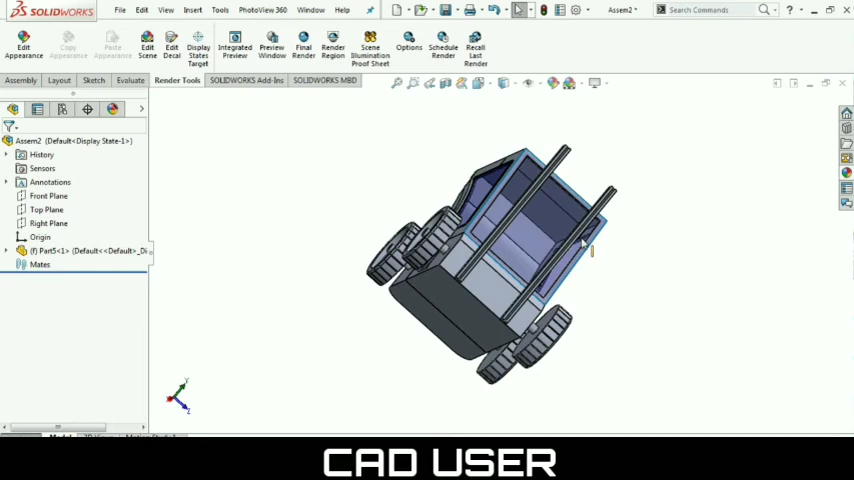 SOLIDWORKS File Edit View Insert Tools PhotoView 360 Window Help Assem2 * Search Commands ?
Edit Appearance
Copy Appearance
Paste Appearance
Edit Scene
Edit Decal
Display States Target
Integrated Preview
Preview Window
Final Render
Render Region
Scene Illumination Proof Sheet
Options
Schedule Render
Recall Last Render
Assembly Layout Sketch Evaluate Render Tools SOLIDWORKS Add-Ins SOLIDWORKS MBD
Assem2 (Default<Display State-1>)
History
Sensors
Annotations
Front Plane
Top Plane
Right Plane
Origin
(f) Part5<1> (Default<<Default>_Di
Mates
Y
Z
CAD USER